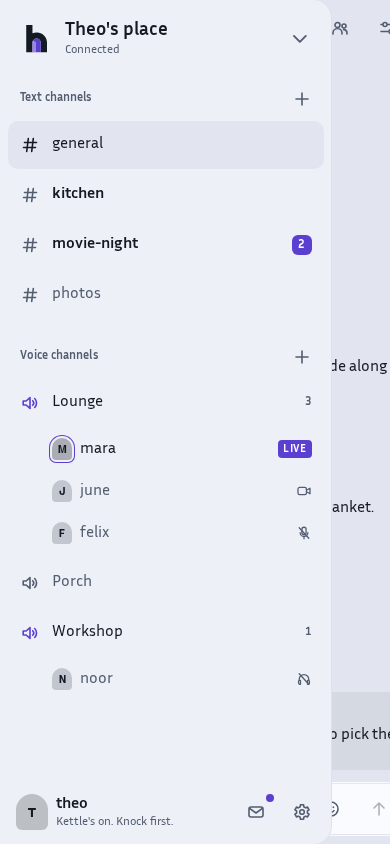 Theo's place
Connected
Text channels
general
kitchen
movie-night
2
photos
Voice channels
Lounge
3
M
mara
LIVE
J
june
F
felix
Porch
Workshop
1
N
noor
T
theo
Kettle's on. Knock first.
de along
anket.
o pick the